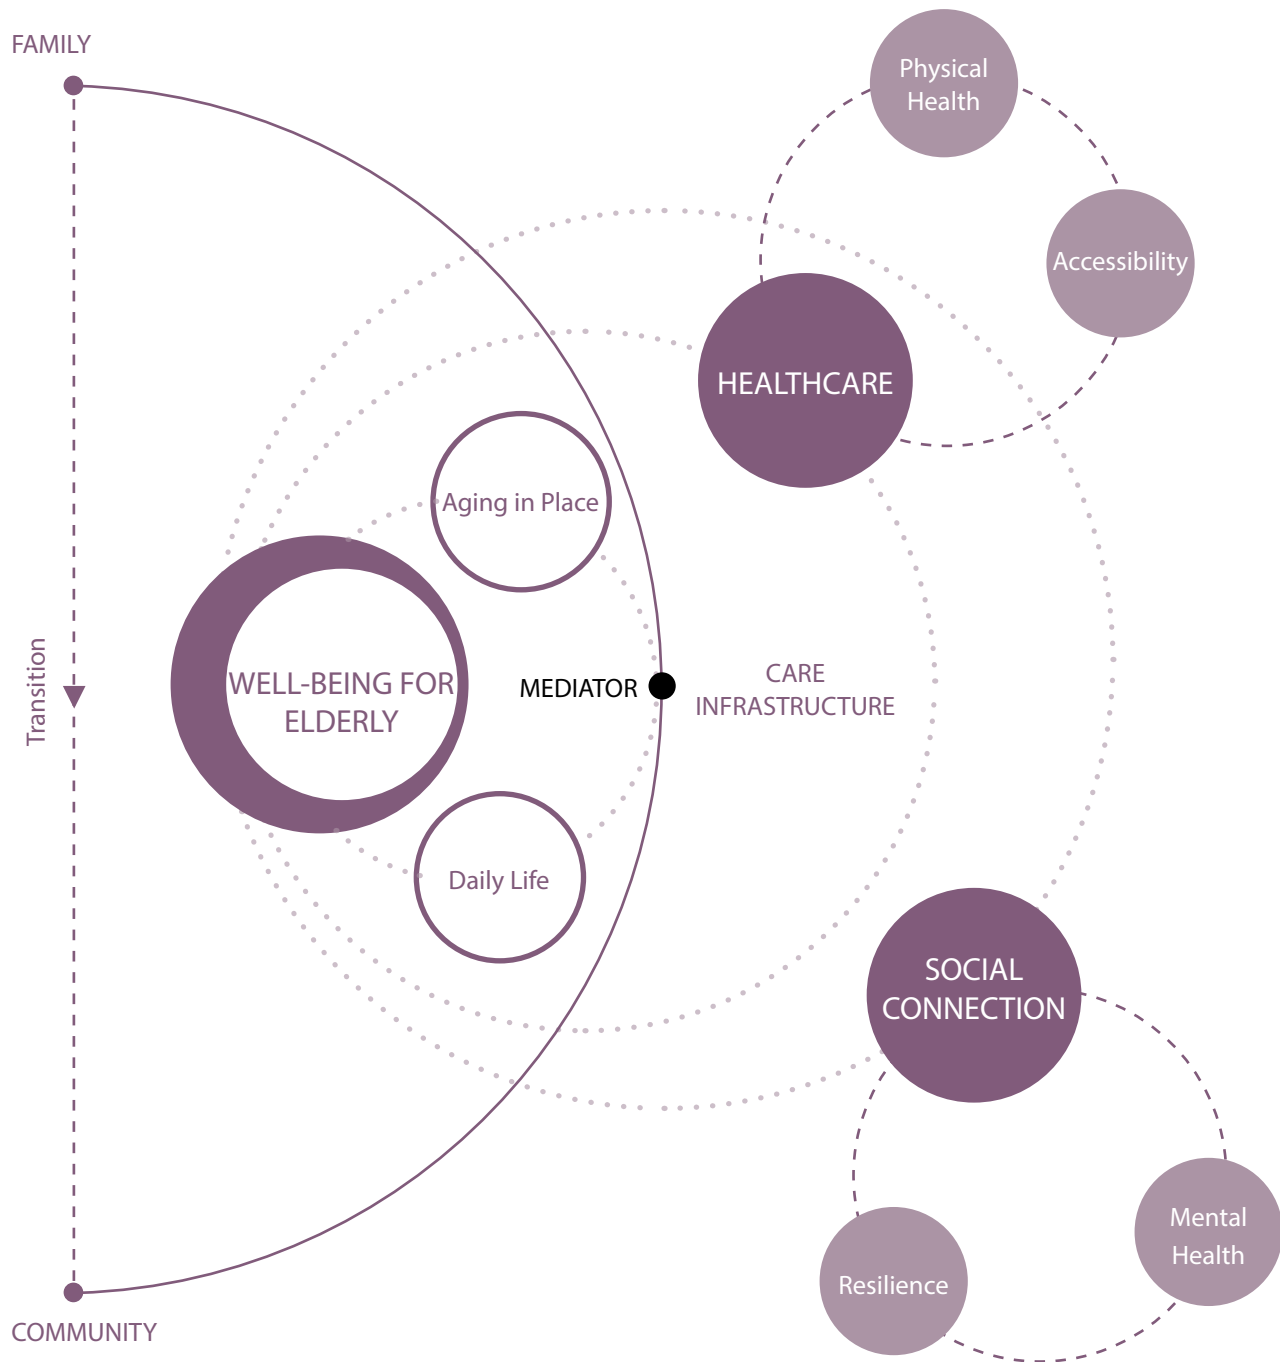 FAMILY
Physical
Health
Accessibility
HEALTHCARE
Aging in Place
Transition
WELL-BEING FOR
ELDERLY
MEDIATOR
CARE
INFRASTRUCTURE
Daily Life
SOCIAL
CONNECTION
Mental
Health
Resilience
COMMUNITY